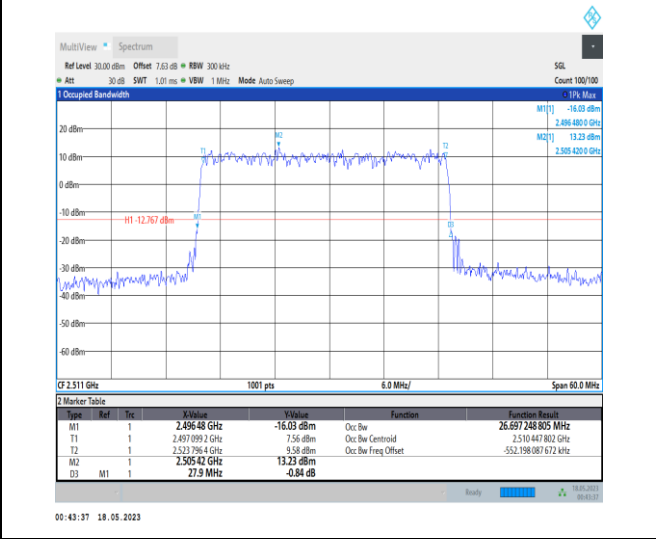 MultiView Spectrum
Ref Level 30.00 dBm Offset 7.63 dB RBW 300 kHz SGL
Att 30 dB SWT 1.01 ms VBW 1 MHz Mode Auto Sweep Count 100/100
1 Occupied Bandwidth 1Pk Max
M1[1] -16.03 dBm
2.496 480 0 GHz
M2[1] 13.23 dBm
2.505 420 0 GHz
20 dBm
M2
T1 T2
10 dBm
0 dBm
-10 dBm
H1 -12.767 dBm M1
D3
-20 dBm
-30 dBm
-40 dBm
-50 dBm
-60 dBm
CF 2.511 GHz 1001 pts 6.0 MHz/ Span 60.0 MHz
2 Marker Table
Type Ref Trc X-Value Y-Value Function Function Result
M1 1 2.496 48 GHz -16.03 dBm Occ Bw 26.697 248 805 MHz
T1 1 2.497 099 2 GHz 7.56 dBm Occ Bw Centroid 2.510 447 802 GHz
T2 1 2.523 796 4 GHz 9.58 dBm Occ Bw Freq Offset -552.198 087 672 kHz
M2 1 2.505 42 GHz 13.23 dBm
D3 M1 1 27.9 MHz -0.84 dB
Ready 18.05.2023
00:43:37
00:43:37 18.05.2023